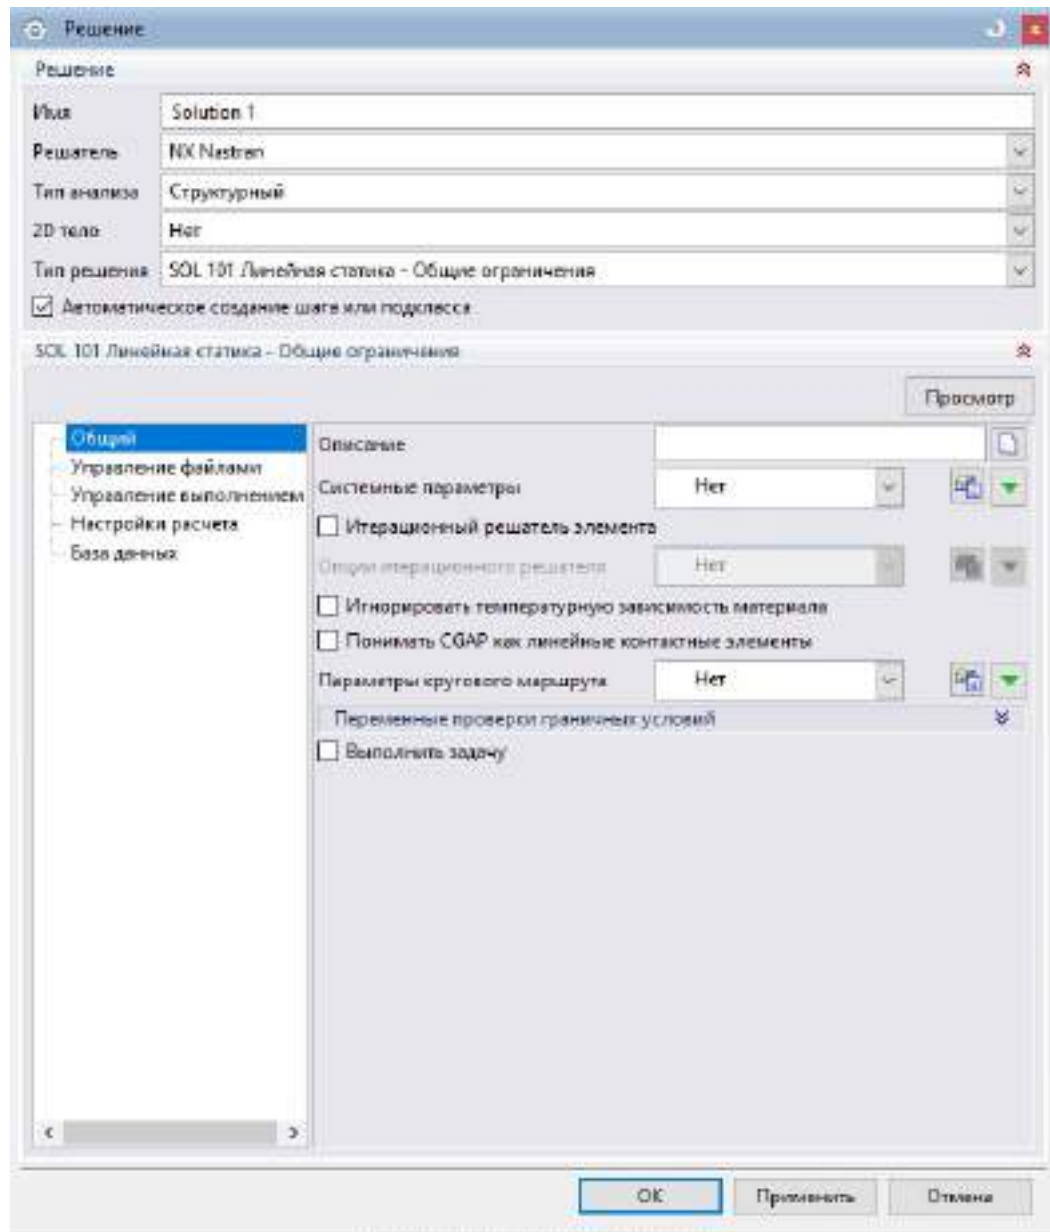 Решение
Решение
Имя Solution 1
Решатель NX Nastran
Тип анализа Структурный
2D тело Нет
Тип решения SOL 101 Линейная статика - Общие ограничения
Автоматическое создание шага или подкласса
SOL 101 Линейная статика - Общие ограничения
Просмотр
Общий
Управление файлами
Управление выполнением
Настройки расчета
База данных
Описание
Системные параметры Нет
Итерационный решатель элемента
Опции итерационного решателя Нет
Игнорировать температурную зависимость материала
Понимать CGAP как линейные контактные элементы
Параметры кругового маршрута Нет
Переменные проверки граничных условий
Выполнить задачу
ОК Применить Отмена